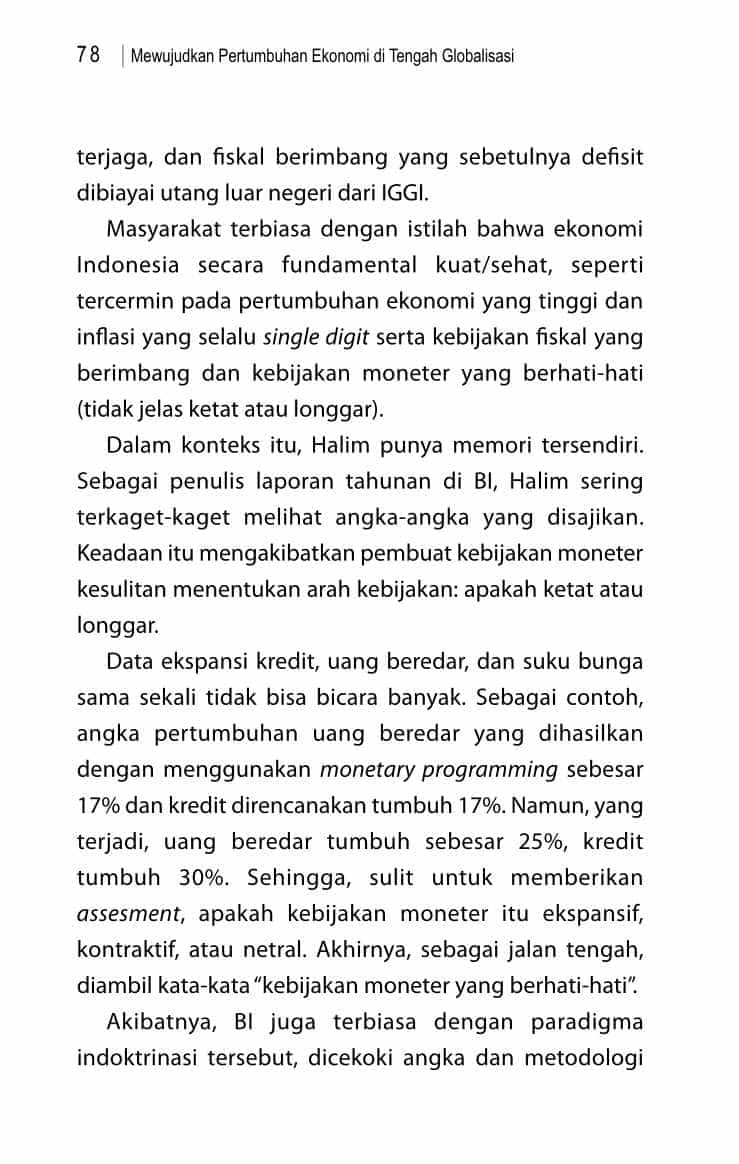 78 | Mewujudkan Pertumbuhan Ekonomi di Tengah Globalisasi
terjaga, dan fiskal berimbang yang sebetulnya defisit
dibiayai utang luar negeri dari IGGI.
Masyarakat terbiasa dengan istilah bahwa ekonomi
Indonesia secara fundamental kuat/sehat, seperti
tercermin pada pertumbuhan ekonomi yang tinggi dan
inflasi yang selalu single digit serta kebijakan fiskal yang
berimbang dan kebijakan moneter yang berhati-hati
(tidak jelas ketat atau longgar).
Dalam konteks itu, Halim punya memori tersendiri.
Sebagai penulis laporan tahunan di BI, Halim sering
terkaget-kaget melihat angka-angka yang disajikan.
Keadaan itu mengakibatkan pembuat kebijakan moneter
kesulitan menentukan arah kebijakan: apakah ketat atau
longgar.
Data ekspansi kredit, uang beredar, dan suku bunga
sama sekali tidak bisa bicara banyak. Sebagai contoh,
angka pertumbuhan uang beredar yang dihasilkan
dengan menggunakan monetary programming sebesar
17% dan kredit direncanakan tumbuh 17%. Namun, yang
terjadi, uang beredar tumbuh sebesar 25%, kredit
tumbuh 30%. Sehingga, sulit untuk memberikan
assesment, apakah kebijakan moneter itu ekspansif,
kontraktif, atau netral. Akhirnya, sebagai jalan tengah,
diambil kata-kata “kebijakan moneter yang berhati-hati”.
Akibatnya, BI juga terbiasa dengan paradigma
indoktrinasi tersebut, dicekoki angka dan metodologi